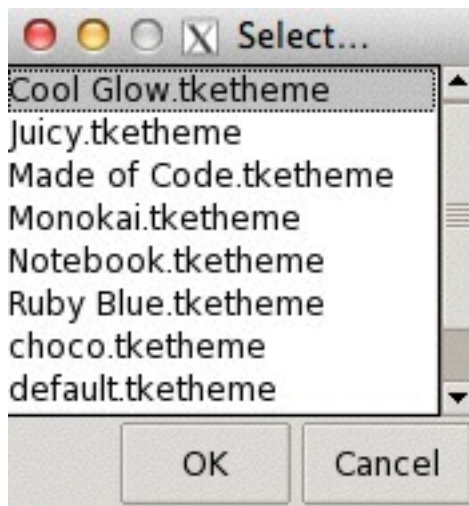 Select...
Cool Glow.tketheme
Juicy.tketheme
Made of Code.tketheme
Monokai.tketheme
Notebook.tketheme
Ruby Blue.tketheme
choco.tketheme
default.tketheme
OK Cancel